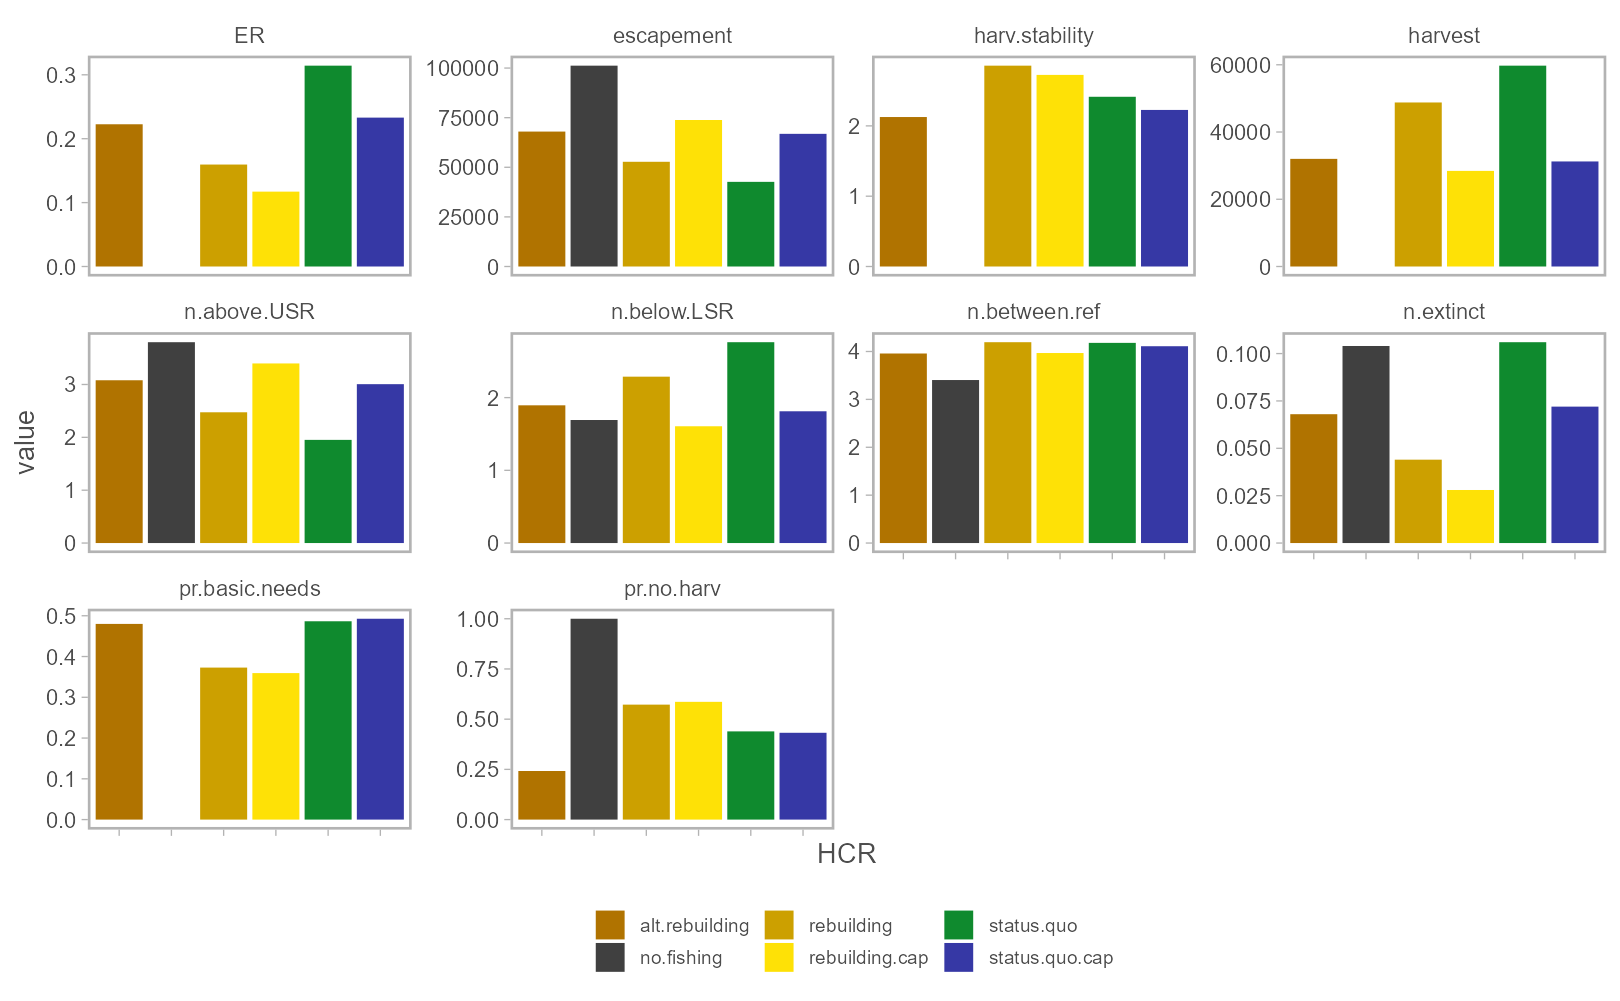 ER escapement harv.stability harvest
0.3 0.2 0.1 0.0
100000 75000 50000 25000 0
2 1 0
60000 40000 20000 0
n.above.USR n.below.LSR n.between.ref n.extinct
3 2 1 0
2 1 0
4 3 2 1 0
0.100 0.075 0.050 0.025 0.000
pr.basic.needs pr.no.harv
0.5 0.4 0.3 0.2 0.1 0.0
1.00 0.75 0.50 0.25 0.00
value
HCR
alt.rebuilding rebuilding status.quo
no.fishing rebuilding.cap status.quo.cap